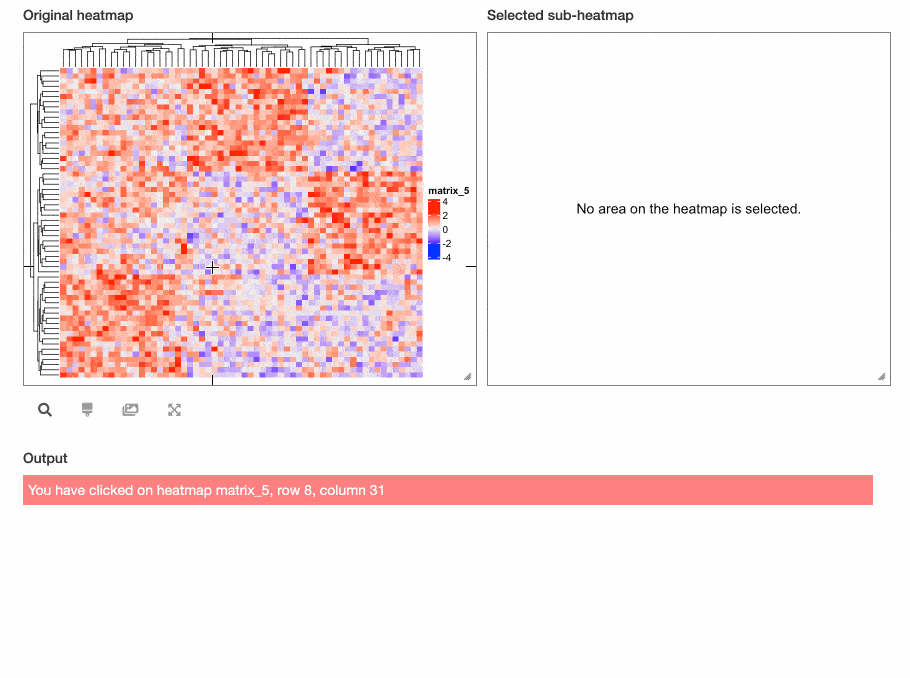 Original heatmap
Selected sub-heatmap
matrix_5
4
2
0
-2
-4
No area on the heatmap is selected.
Output
You have clicked on heatmap matrix_5, row 8, column 31